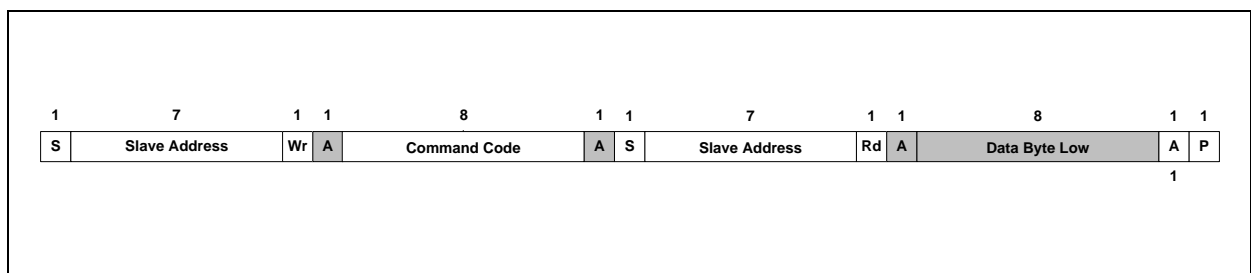 1 7 1 1 8 1 1 7 1 1 8 1 1
S Slave Address Wr A Command Code A S Slave Address Rd A Data Byte Low A P
1